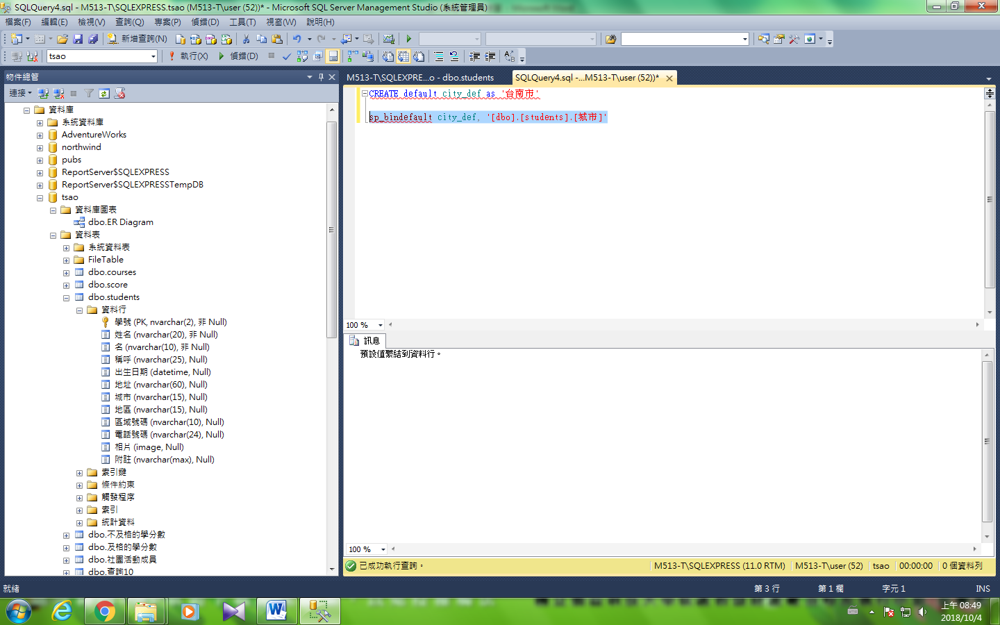 SQLQuery4.sql - M513-T\SQLEXPRESS.tsao (M513-T\user (52))* - Microsoft SQL Server Management Studio (系統管理員)
檔案(F) 編輯(E) 檢視(V) 查詢(Q) 專案(P) 偵錯(D) 工具(T) 視窗(W) 說明(H)
新增查詢(N)
tsao 執行(X) 偵錯(D)
物件總管
連接
資料庫
系統資料庫
AdventureWorks
northwind
pubs
ReportServer$SQLEXPRESS
ReportServer$SQLEXPRESSTempDB
tsao
資料庫圖表
dbo.ER Diagram
資料表
系統資料表
FileTable
dbo.courses
dbo.score
dbo.students
資料行
學號 (PK, nvarchar(2), 非 Null)
姓名 (nvarchar(20), 非 Null)
名 (nvarchar(10), 非 Null)
稱呼 (nvarchar(25), Null)
出生日期 (datetime, Null)
地址 (nvarchar(60), Null)
城市 (nvarchar(15), Null)
地區 (nvarchar(15), Null)
區域號碼 (nvarchar(10), Null)
電話號碼 (nvarchar(24), Null)
相片 (image, Null)
附註 (nvarchar(max), Null)
索引鍵
條件約束
觸發程序
索引
統計資料
dbo.不及格的學分數
dbo.及格的學分數
dbo.社團活動成員
dbo.查詢10
M513-T\SQLEXPRE...o - dbo.students
SQLQuery4.sql -...M513-T\user (52))*
CREATE default city_def as '台南市'
sp_bindefault city_def, '[dbo].[students].[城市]'
100 %
訊息
預設值繫結到資料行。
100 %
已成功執行查詢。 M513-T\SQLEXPRESS (11.0 RTM) M513-T\user (52) tsao 00:00:00 0 個資料列
就緒 第 3 行 第 1 欄 字元 1 INS
上午 08:49
2018/10/4